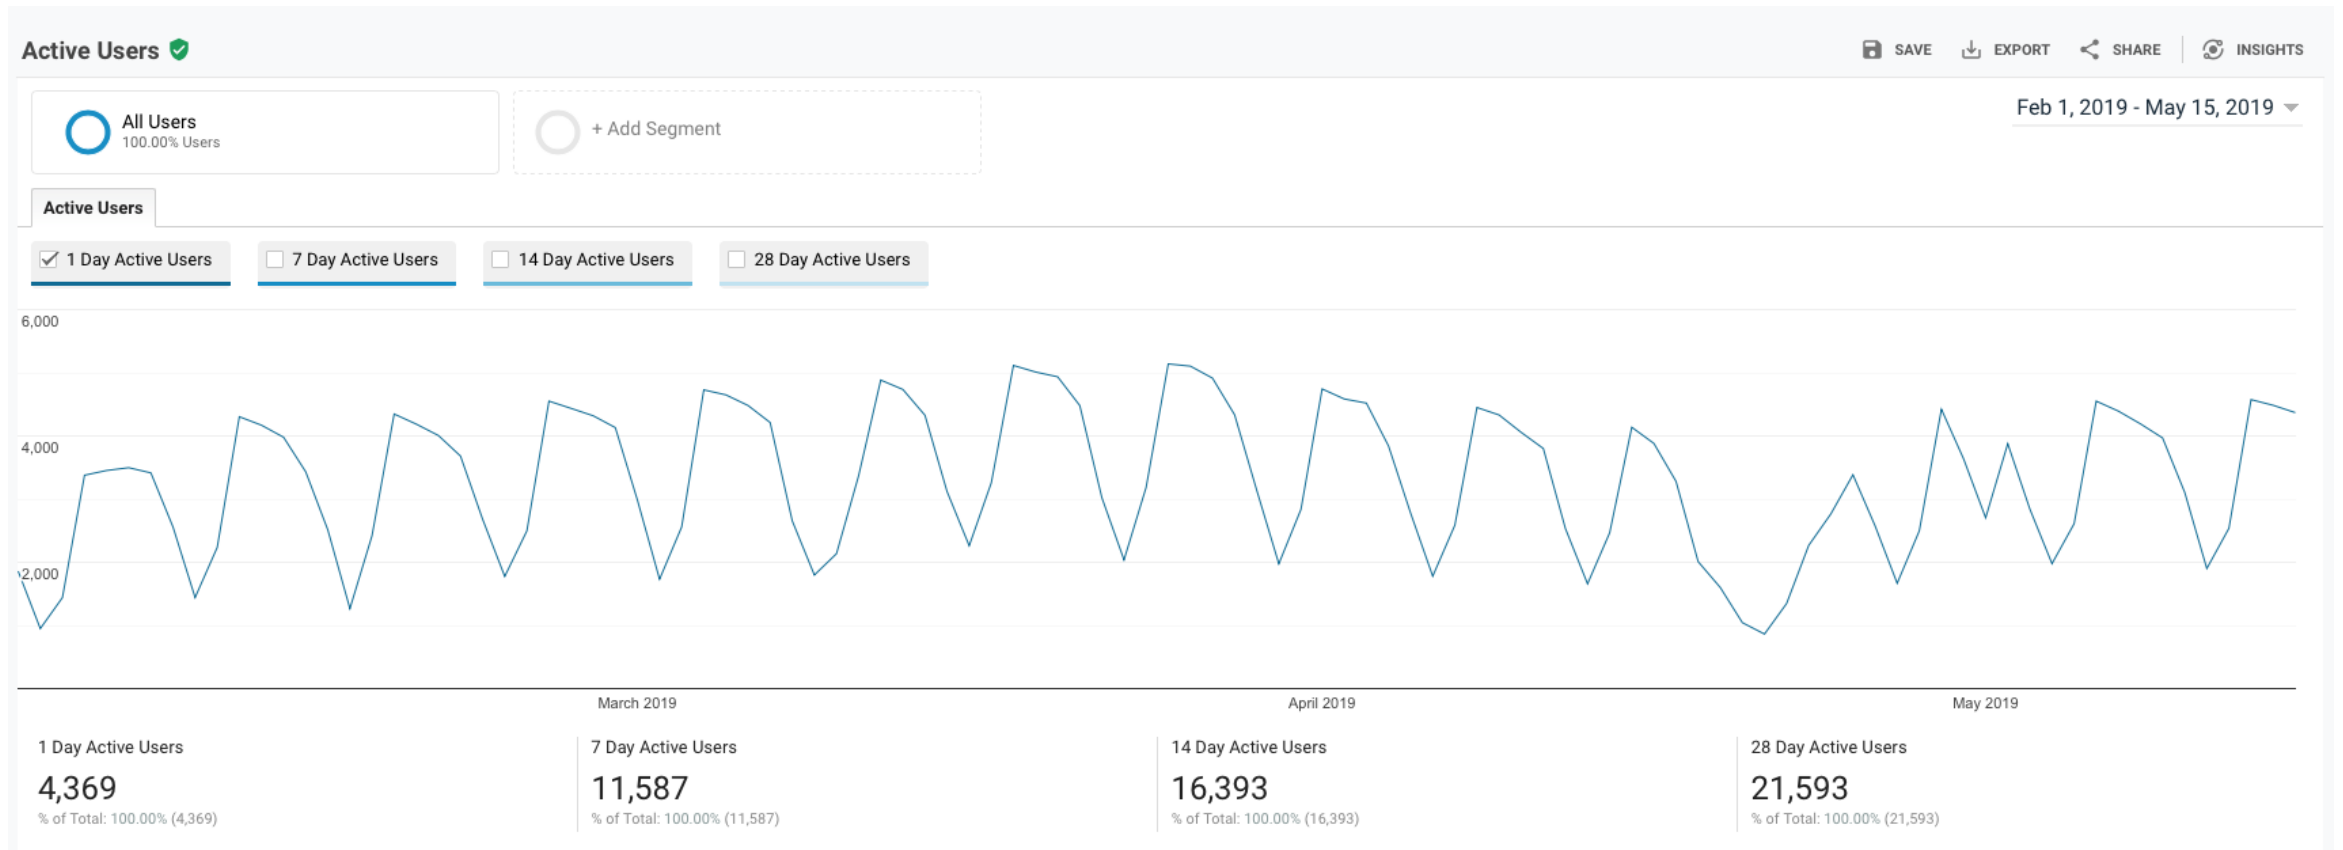 Active Users
SAVE EXPORT SHARE INSIGHTS
All Users
100.00% Users
+ Add Segment
Feb 1, 2019 - May 15, 2019
Active Users
1 Day Active Users
7 Day Active Users
14 Day Active Users
28 Day Active Users
6,000
4,000
2,000
March 2019
April 2019
May 2019
1 Day Active Users
4,369
% of Total: 100.00% (4,369)
7 Day Active Users
11,587
% of Total: 100.00% (11,587)
14 Day Active Users
16,393
% of Total: 100.00% (16,393)
28 Day Active Users
21,593
% of Total: 100.00% (21,593)